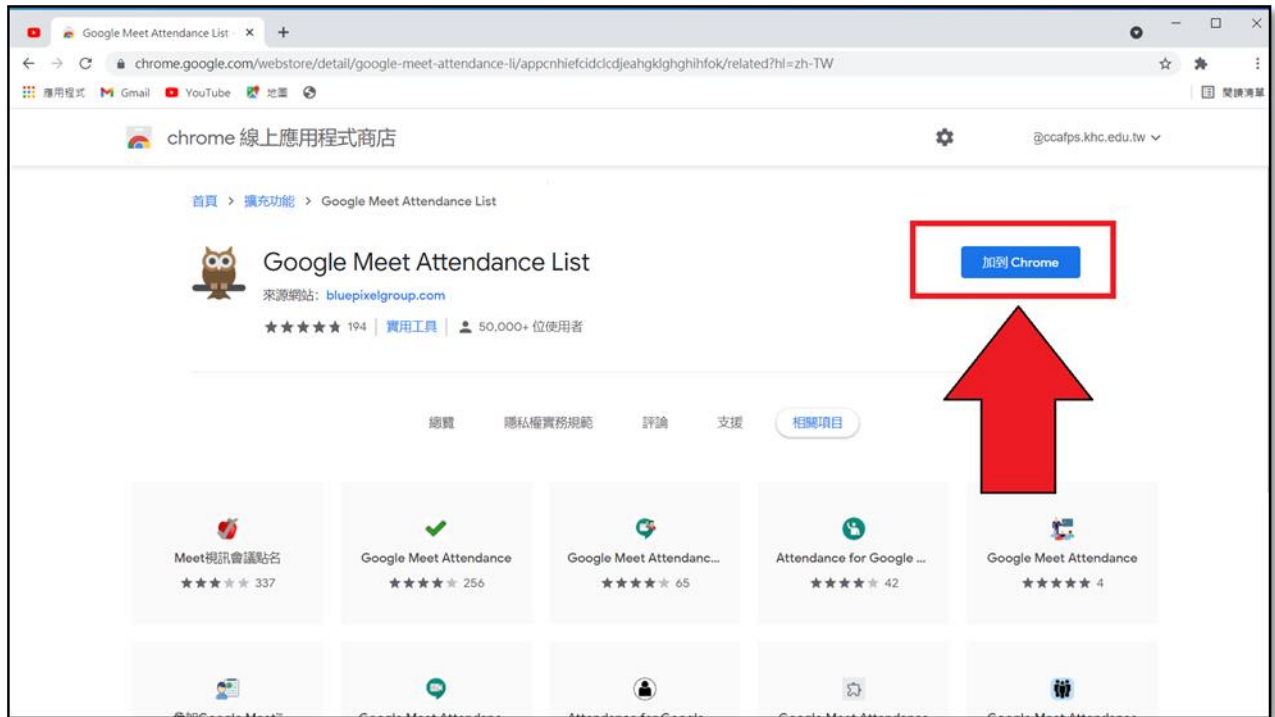 Google Meet Attendance List
chrome.google.com/webstore/detail/google-meet-attendance-li/appcnhiefcidclcdjeahgklghghihfok/related?hl=zh-TW
應用程式 Gmail YouTube 地圖 閱讀清單
chrome 線上應用程式商店 @ccafps.khc.edu.tw
首頁 > 擴充功能 > Google Meet Attendance List
Google Meet Attendance List
加到 Chrome
來源網站: bluepixelgroup.com
194 實用工具 50,000+ 位使用者
總覽 隱私權實務規範 評論 支援 相關項目
Meet視訊會議點名 Google Meet Attendance Google Meet Attendanc... Attendance for Google ... Google Meet Attendance
337 256 65 42 4